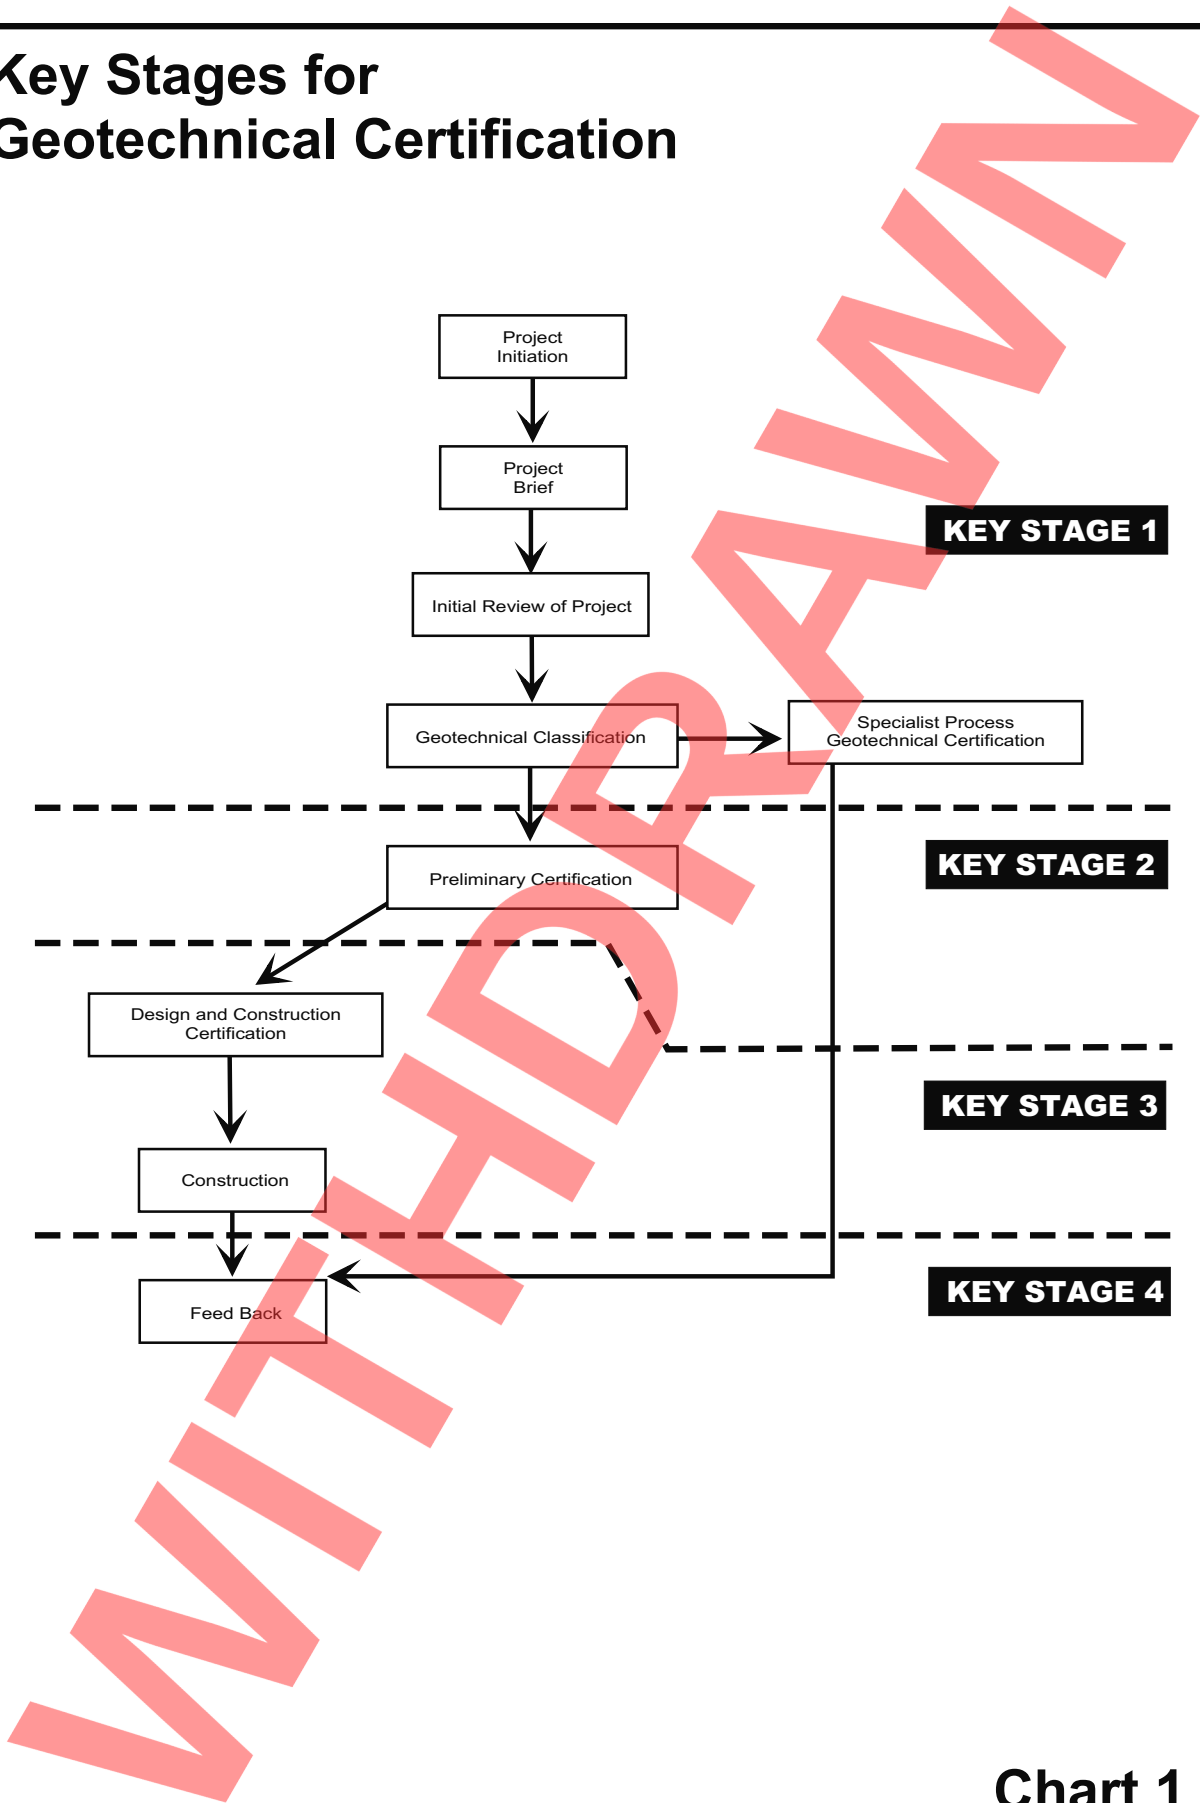 Key Stages for
Geotechnical Certification
Project
Initiation
Project
Brief
KEY STAGE 1
Initial Review of Project
Geotechnical Classification
Specialist Process
Geotechnical Certification
KEY STAGE 2
Preliminary Certification
Design and Construction
Certification
KEY STAGE 3
Construction
KEY STAGE 4
Feed Back
WITHDRAWN
Chart 1